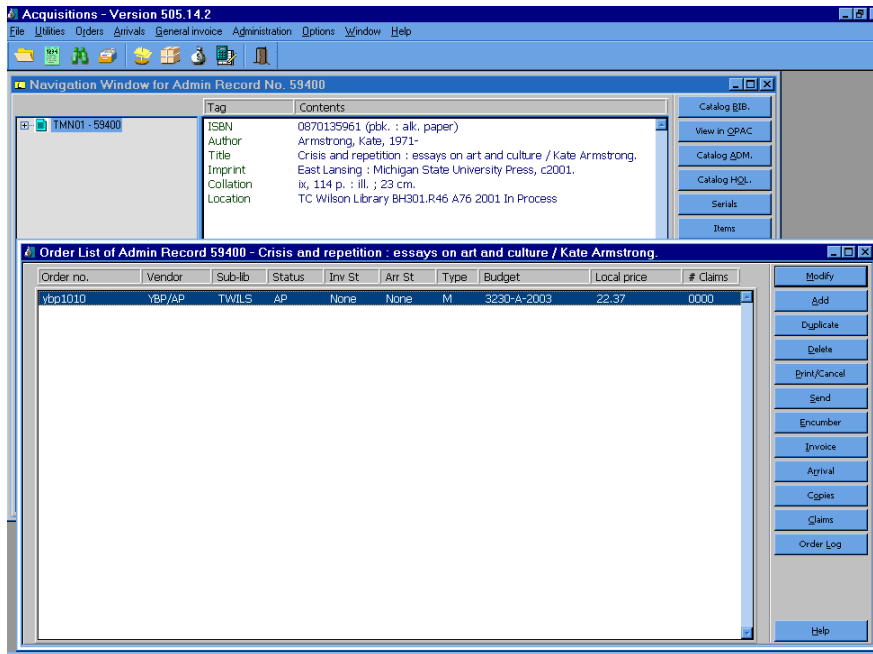 Acquisitions - Version 505.14.2
File Utilities Orders Arrivals General invoice Administration Options Window Help
Navigation Window for Admin Record No. 59400
Tag Contents
TMN01 - 59400
ISBN 0870135961 (pbk. : alk. paper)
Author Armstrong, Kate, 1971-
Title Crisis and repetition : essays on art and culture / Kate Armstrong.
Imprint East Lansing : Michigan State University Press, c2001.
Collation ix, 114 p. : ill. ; 23 cm.
Location TC Wilson Library BH301.R46 A76 2001 In Process
Catalog BIB.
View in OPAC
Catalog ADM.
Catalog HOL.
Serials
Items
Order List of Admin Record 59400 - Crisis and repetition : essays on art and culture / Kate Armstrong.
Order no. Vendor Sub-lib Status Inv St Arr St Type Budget Local price # Claims
ybp1010 YBP/AP TWILS AP None None M 3230-A-2003 22.37 0000
Modify
Add
Duplicate
Delete
Print/Cancel
Send
Encumber
Invoice
Arrival
Copies
Claims
Order Log
Help